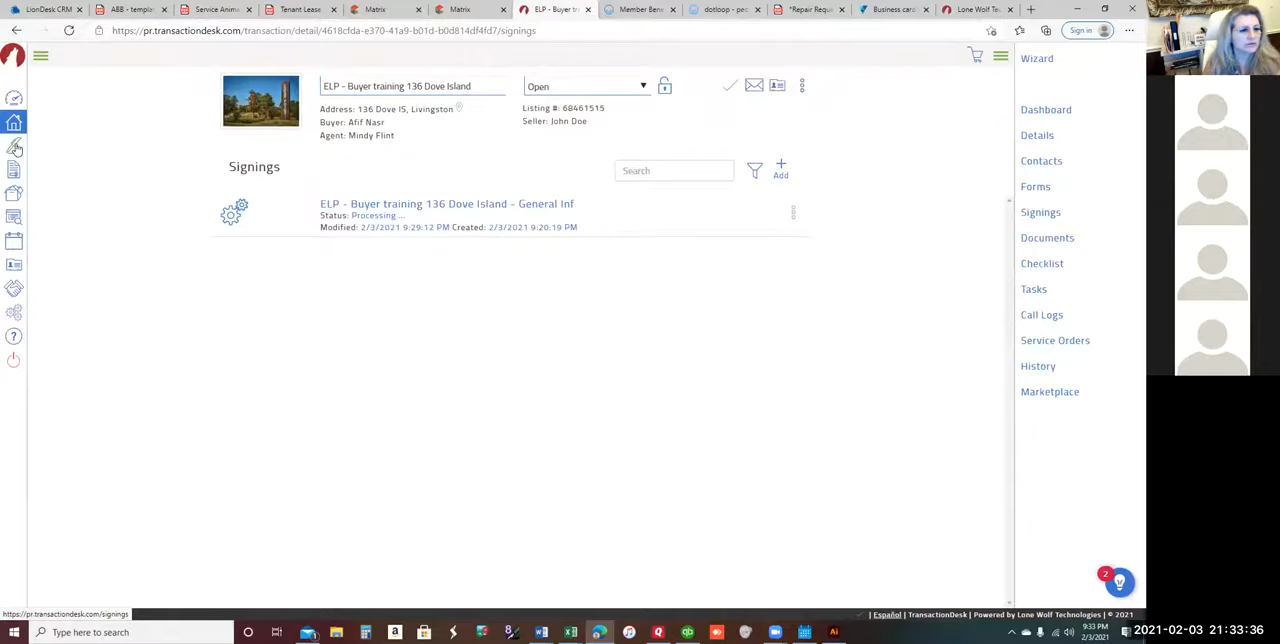 LionDesk CRM
ABB - templat
Service Anima
Tenant Lease
Matrix
Matrix
ELP - Buyer tr
Member Bene
dotloop - peo
*Repair Reque
Business card
Lone Wolf Tec
https://pr.transactiondesk.com/transaction/detail/4618cfda-e370-41a9-b01d-b0d814df4fd7/signings
Sign in
ELP - Buyer training 136 Dove Island
Open
Address: 136 Dove IS, Livingston
Listing #: 68461515
Buyer: Afif Nasr
Seller: John Doe
Agent: Mindy Flint
Signings
Search
Add
ELP - Buyer training 136 Dove Island - General Inf
Status: Processing ...
Modified: 2/3/2021 9:29:12 PM Created: 2/3/2021 9:20:19 PM
Wizard
Dashboard
Details
Contacts
Forms
Signings
Documents
Checklist
Tasks
Call Logs
Service Orders
History
Marketplace
2
https://pr.transactiondesk.com/signings
| Español | TransactionDesk | Powered by Lone Wolf Technologies | © 2021
Type here to search
9:33 PM
2/3/2021
2021-02-03 21:33:36